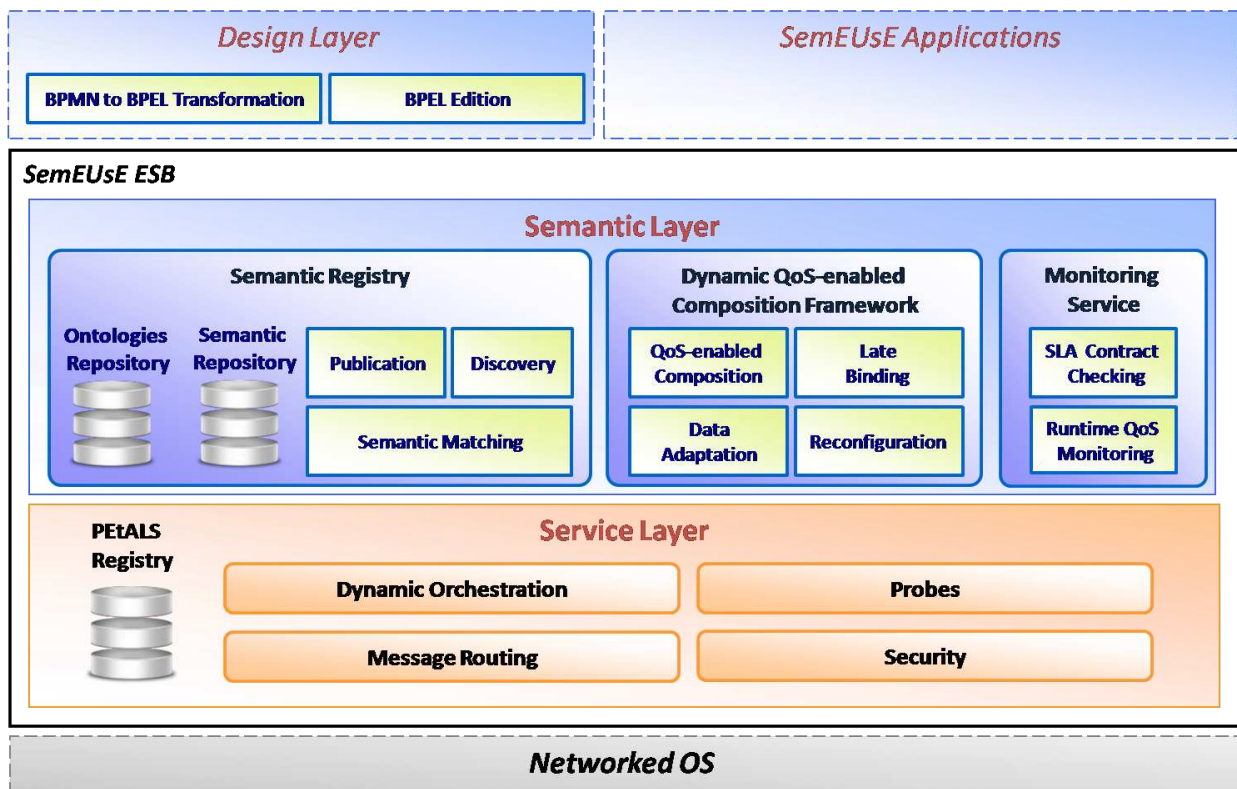 Design Layer
SemEUsE Applications
BPMN to BPEL Transformation
BPEL Edition
SemEUsE ESB
Semantic Layer
Semantic Registry
Ontologies
Repository
Semantic
Repository
Publication
Discovery
Semantic Matching
Dynamic QoS-enabled
Composition Framework
QoS-enabled
Composition
Late
Binding
Data
Adaptation
Reconfiguration
Monitoring
Service
SLA Contract
Checking
Runtime QoS
Monitoring
Service Layer
PEtALS
Registry
Dynamic Orchestration
Probes
Message Routing
Security
Networked OS